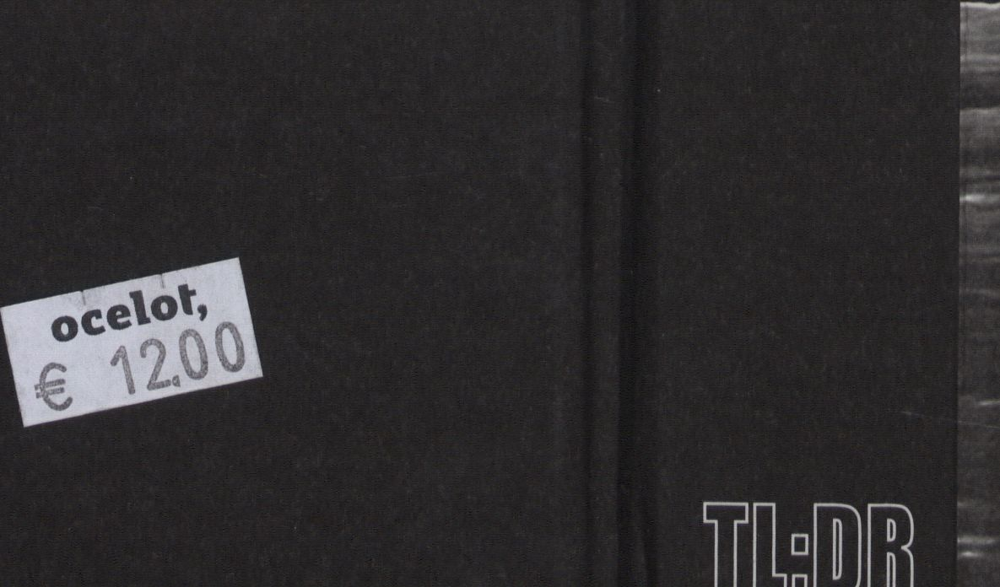 ocelot,
€ 12.00
TL:DR